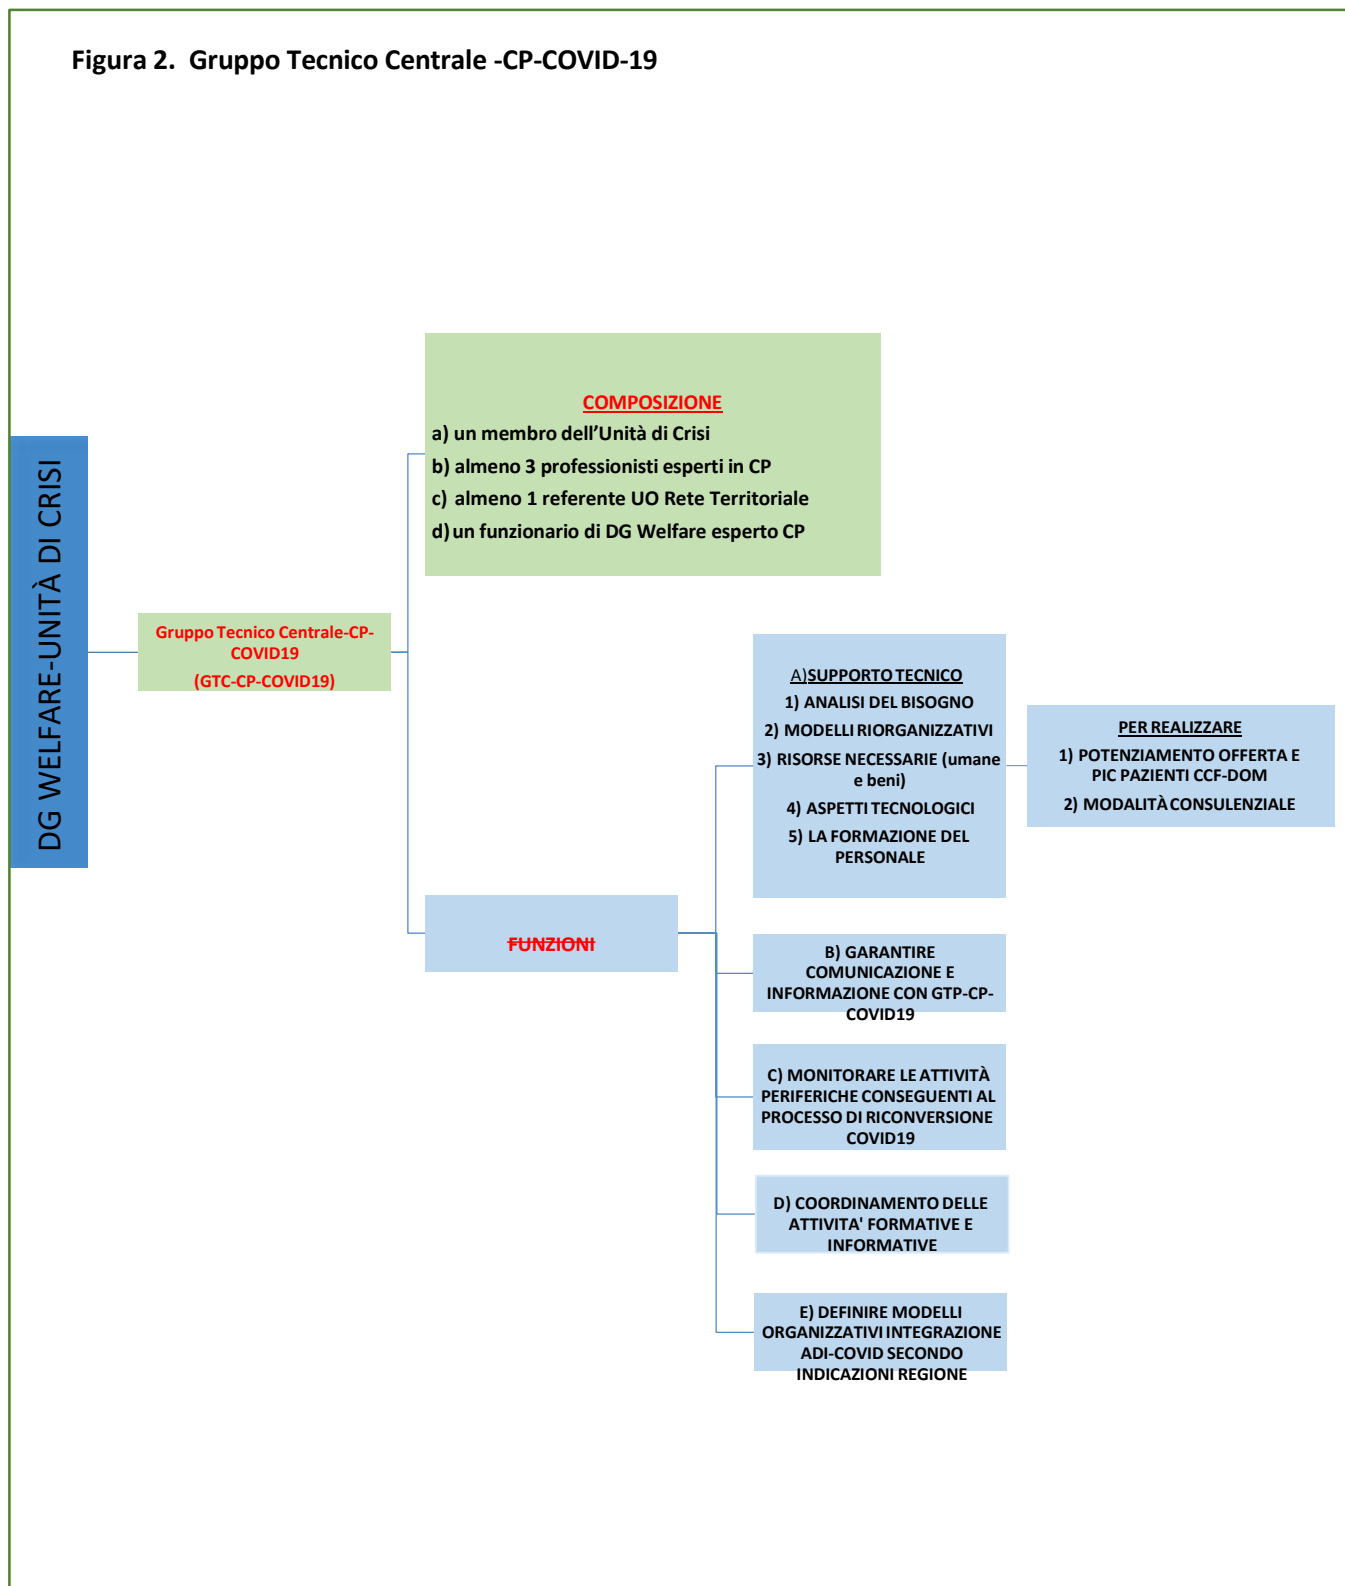 Figura 2. Gruppo Tecnico Centrale -CP-COVID-19
DG WELFARE-UNITÀ DI CRISI
Gruppo Tecnico Centrale-CP-
COVID19
(GTC-CP-COVID19)
COMPOSIZIONE
a) un membro dell'Unità di Crisi
b) almeno 3 professionisti esperti in CP
c) almeno 1 referente UO Rete Territoriale
d) un funzionario di DG Welfare esperto CP
FUNZIONI
A)SUPPORTO TECNICO
1) ANALISI DEL BISOGNO
2) MODELLI RIORGANIZZATIVI
3) RISORSE NECESSARIE (umane
e beni)
4) ASPETTI TECNOLOGICI
5) LA FORMAZIONE DEL
PERSONALE
PER REALIZZARE
1) POTENZIAMENTO OFFERTA E
PIC PAZIENTI CCF-DOM
2) MODALITÀ CONSULENZIALE
B) GARANTIRE
COMUNICAZIONE E
INFORMAZIONE CON GTP-CP-
COVID19
C) MONITORARE LE ATTIVITÀ
PERIFERICHE CONSEGUENTI AL
PROCESSO DI RICONVERSIONE
COVID19
D) COORDINAMENTO DELLE
ATTIVITA' FORMATIVE E
INFORMATIVE
E) DEFINIRE MODELLI
ORGANIZZATIVI INTEGRAZIONE
ADI-COVID SECONDO
INDICAZIONI REGIONE